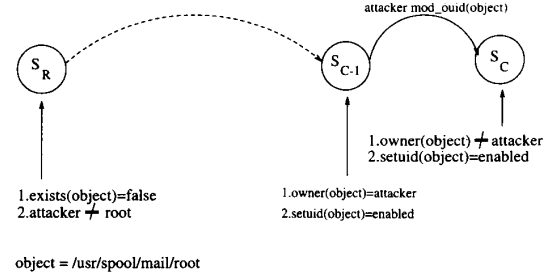 attacker mod_ouid(object)
S_R
S_C-1
S_C
1.owner(object) ≠ attacker
2.setuid(object)=enabled
1.exists(object)=false
2.attacker ≠ root
1.owner(object)=attacker
2.setuid(object)=enabled
object = /usr/spool/mail/root